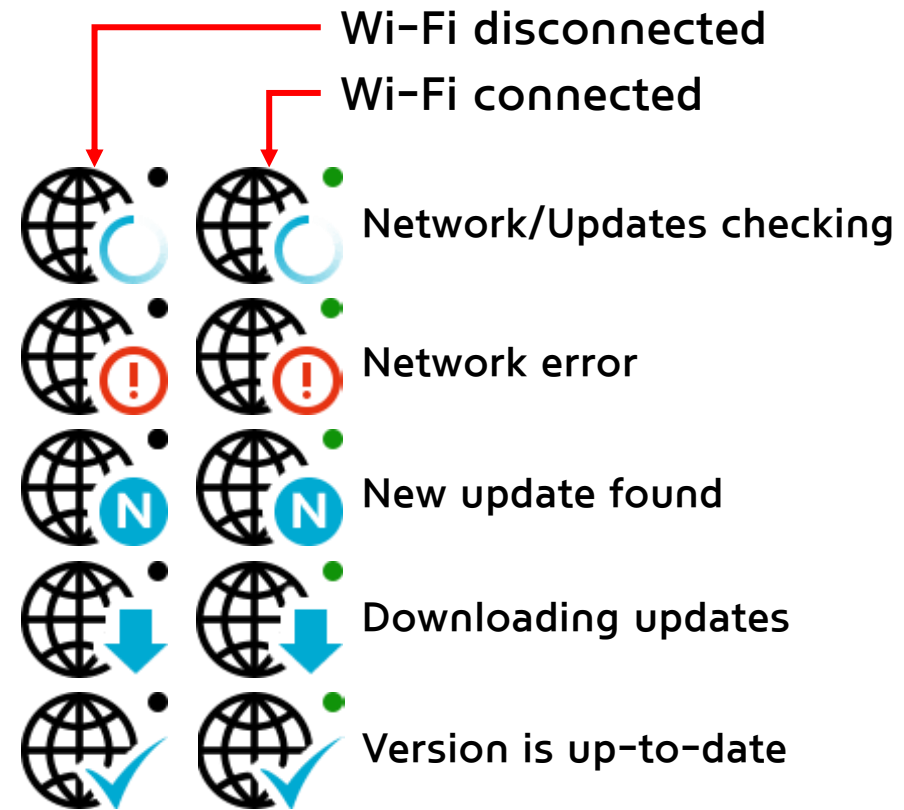 Wi-Fi disconnected
Wi-Fi connected
Network/Updates checking
!
!
Network error
N
N
New update found
Downloading updates
Version is up-to-date